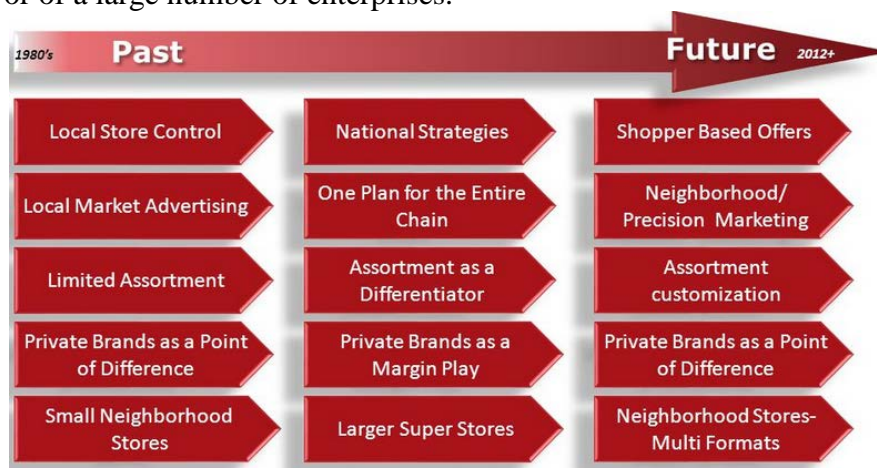 or of a large number of enterprises.
1980's Past Future 2012+
Local Store Control
National Strategies
Shopper Based Offers
Local Market Advertising
One Plan for the Entire
Chain
Neighborhood/
Precision Marketing
Limited Assortment
Assortment as a
Differentiator
Assortment
customization
Private Brands as a Point
of Difference
Private Brands as a
Margin Play
Private Brands as a Point
of Difference
Small Neighborhood
Stores
Larger Super Stores
Neighborhood Stores-
Multi Formats